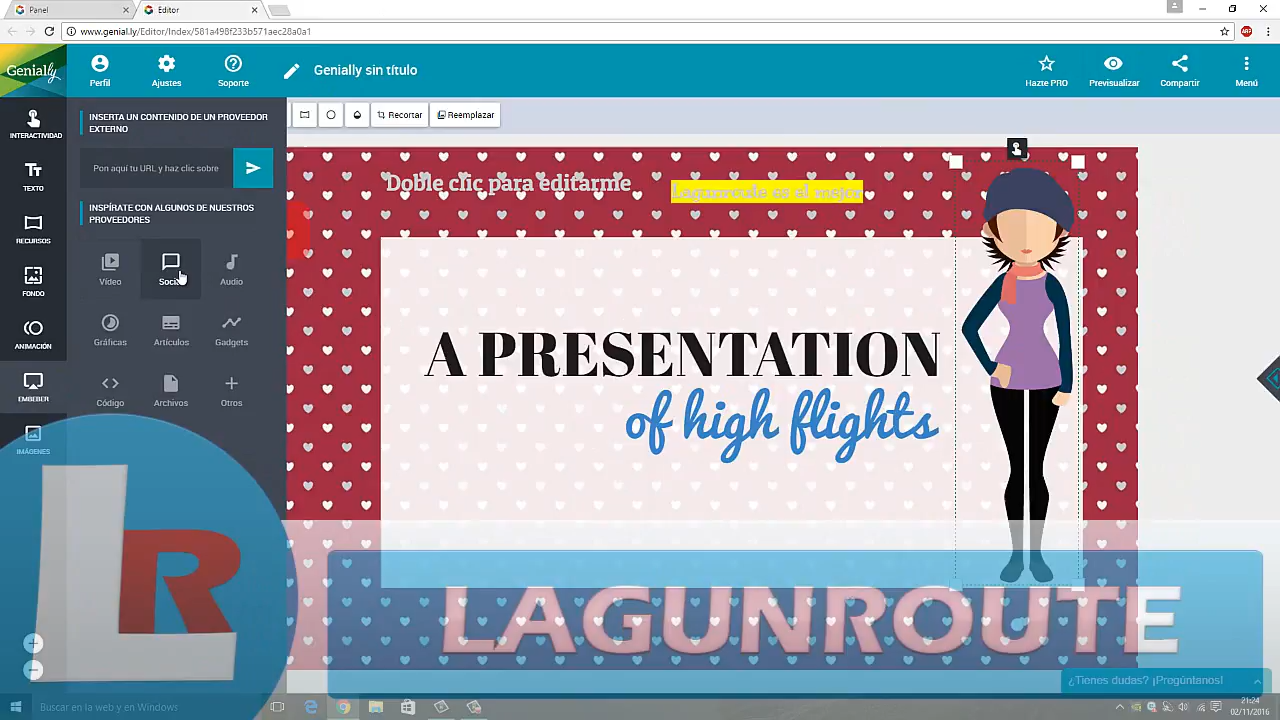 Panel
Editor
www.genial.ly/Editor/Index/581a498f233b571aec28a0a1
Genially
Perfil
Ajustes
Soporte
Genially sin título
Hazte PRO
Previsualizar
Compartir
Menú
INTERACTIVIDAD
TEXTO
RECURSOS
FONDO
ANIMACIÓN
EMBEBER
IMÁGENES
INSERTA UN CONTENIDO DE UN PROVEEDOR
EXTERNO
Pon aquí tu URL y haz clic sobre
INSPÍRATE CON ALGUNOS DE NUESTROS
PROVEEDORES
Vídeo
Social
Audio
Gráficas
Artículos
Gadgets
Código
Archivos
Otros
Recortar
Reemplazar
Doble clic para editarme
Lagunroute es el mejor
A PRESENTATION
of high flights
LR
LAGUNROUTE
¿Tienes dudas? ¡Pregúntanos!
Buscar en la web y en Windows
21:24
02/11/2016